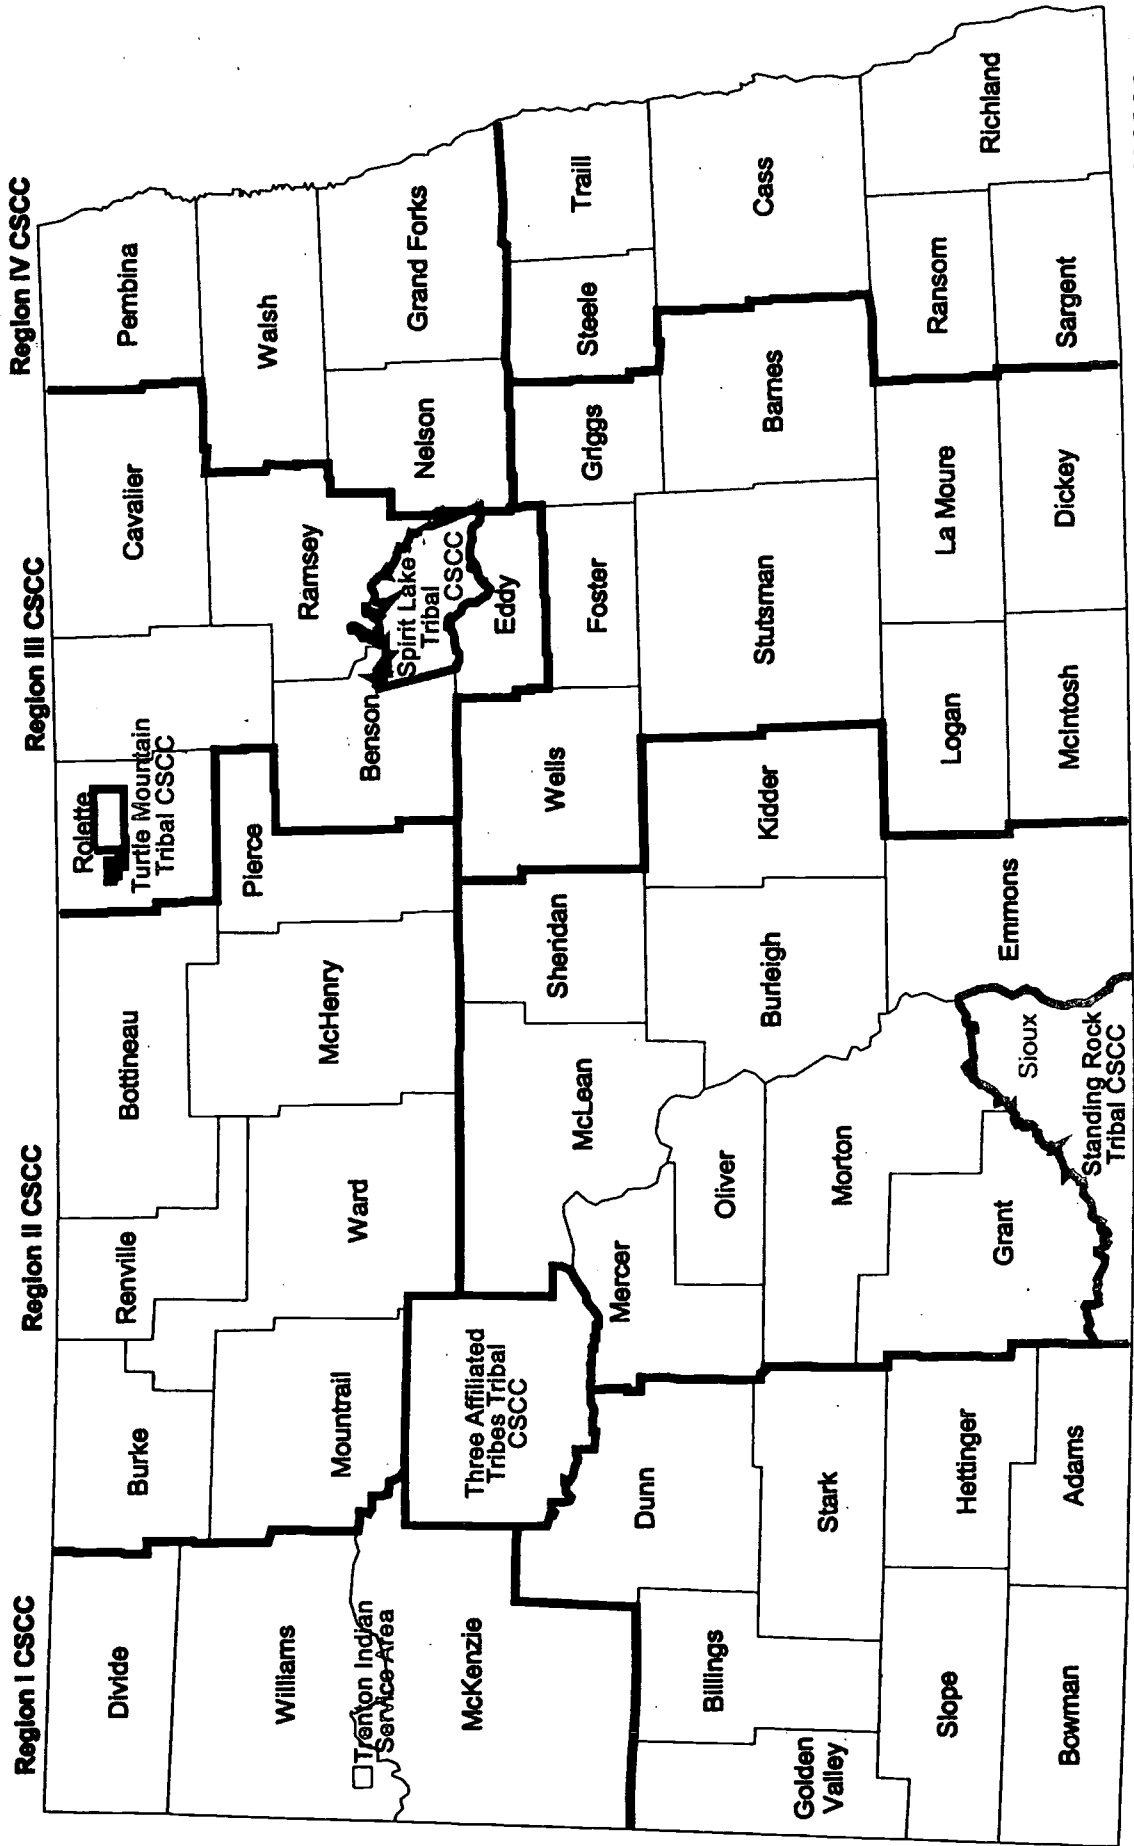 Region I CSCC
Region II CSCC
Region III CSCC
Region IV CSCC
Divide
Burke
Renville
Bottineau
Rolette
Turtle Mountain
Tribal CSCC
Cavalier
Pembina
Williams
Mountrail
Ward
McHenry
Pierce
Benson
Ramsey
Walsh
Trenton Indian
Service Area
McKenzie
Three Affiliated
Tribes Tribal
CSCC
McLean
Sheridan
Wells
Spirit Lake
Tribal
CSCC
Eddy
Nelson
Grand Forks
Dunn
Mercer
Oliver
Burleigh
Kidder
Foster
Stutsman
Griggs
Steele
Traill
Golden
Valley
Billings
Stark
Morton
Barnes
Cass
Slope
Hettinger
Grant
Sioux
Emmons
Logan
La Moure
Ransom
Richland
Bowman
Adams
Standing Rock
Tribal CSCC
McIntosh
Dickey
Sargent